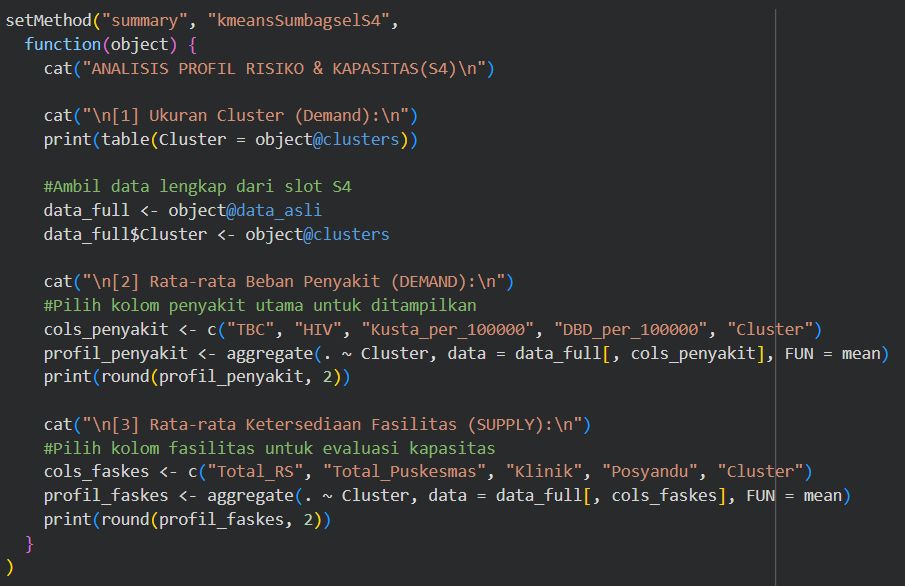 setMethod("summary", "kmeansSumbagselS4",
  function(object) {
    cat("ANALISIS PROFIL RISIKO & KAPASITAS(S4)\n")

    cat("\n[1] Ukuran Cluster (Demand):\n")
    print(table(Cluster = object@clusters))

    #Ambil data lengkap dari slot S4
    data_full <- object@data_asli
    data_full$Cluster <- object@clusters

    cat("\n[2] Rata-rata Beban Penyakit (DEMAND):\n")
    #Pilih kolom penyakit utama untuk ditampilkan
    cols_penyakit <- c("TBC", "HIV", "Kusta_per_100000", "DBD_per_100000", "Cluster")
    profil_penyakit <- aggregate(. ~ Cluster, data = data_full[, cols_penyakit], FUN = mean)
    print(round(profil_penyakit, 2))

    cat("\n[3] Rata-rata Ketersediaan Fasilitas (SUPPLY):\n")
    #Pilih kolom fasilitas untuk evaluasi kapasitas
    cols_faskes <- c("Total_RS", "Total_Puskesmas", "Klinik", "Posyandu", "Cluster")
    profil_faskes <- aggregate(. ~ Cluster, data = data_full[, cols_faskes], FUN = mean)
    print(round(profil_faskes, 2))
  }
)